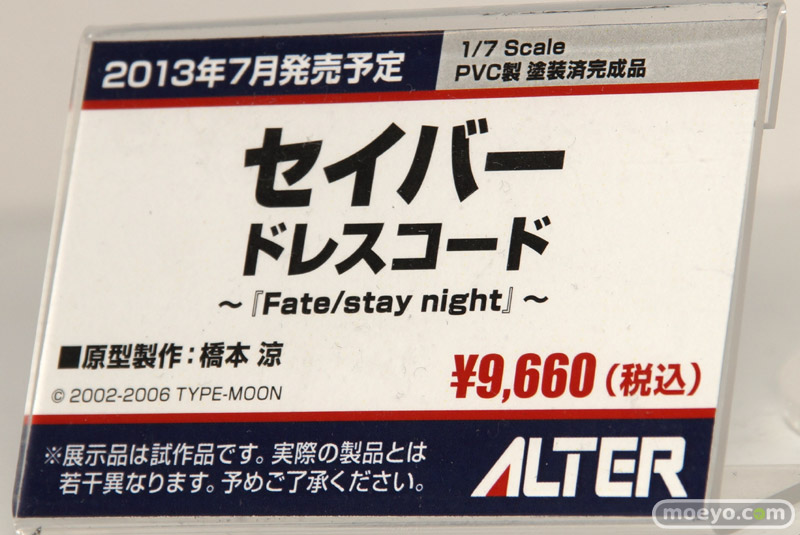 2013年7月発売予定
1/7 Scale
PVC製 塗装済完成品
セイバー
ドレスコード
～『Fate/stay night』～
■原型製作：橋本 涼
¥9,660（税込）
© 2002-2006 TYPE-MOON
※展示品は試作品です。実際の製品とは
若干異なります。予めご了承ください。
ALTER
moeyo.com